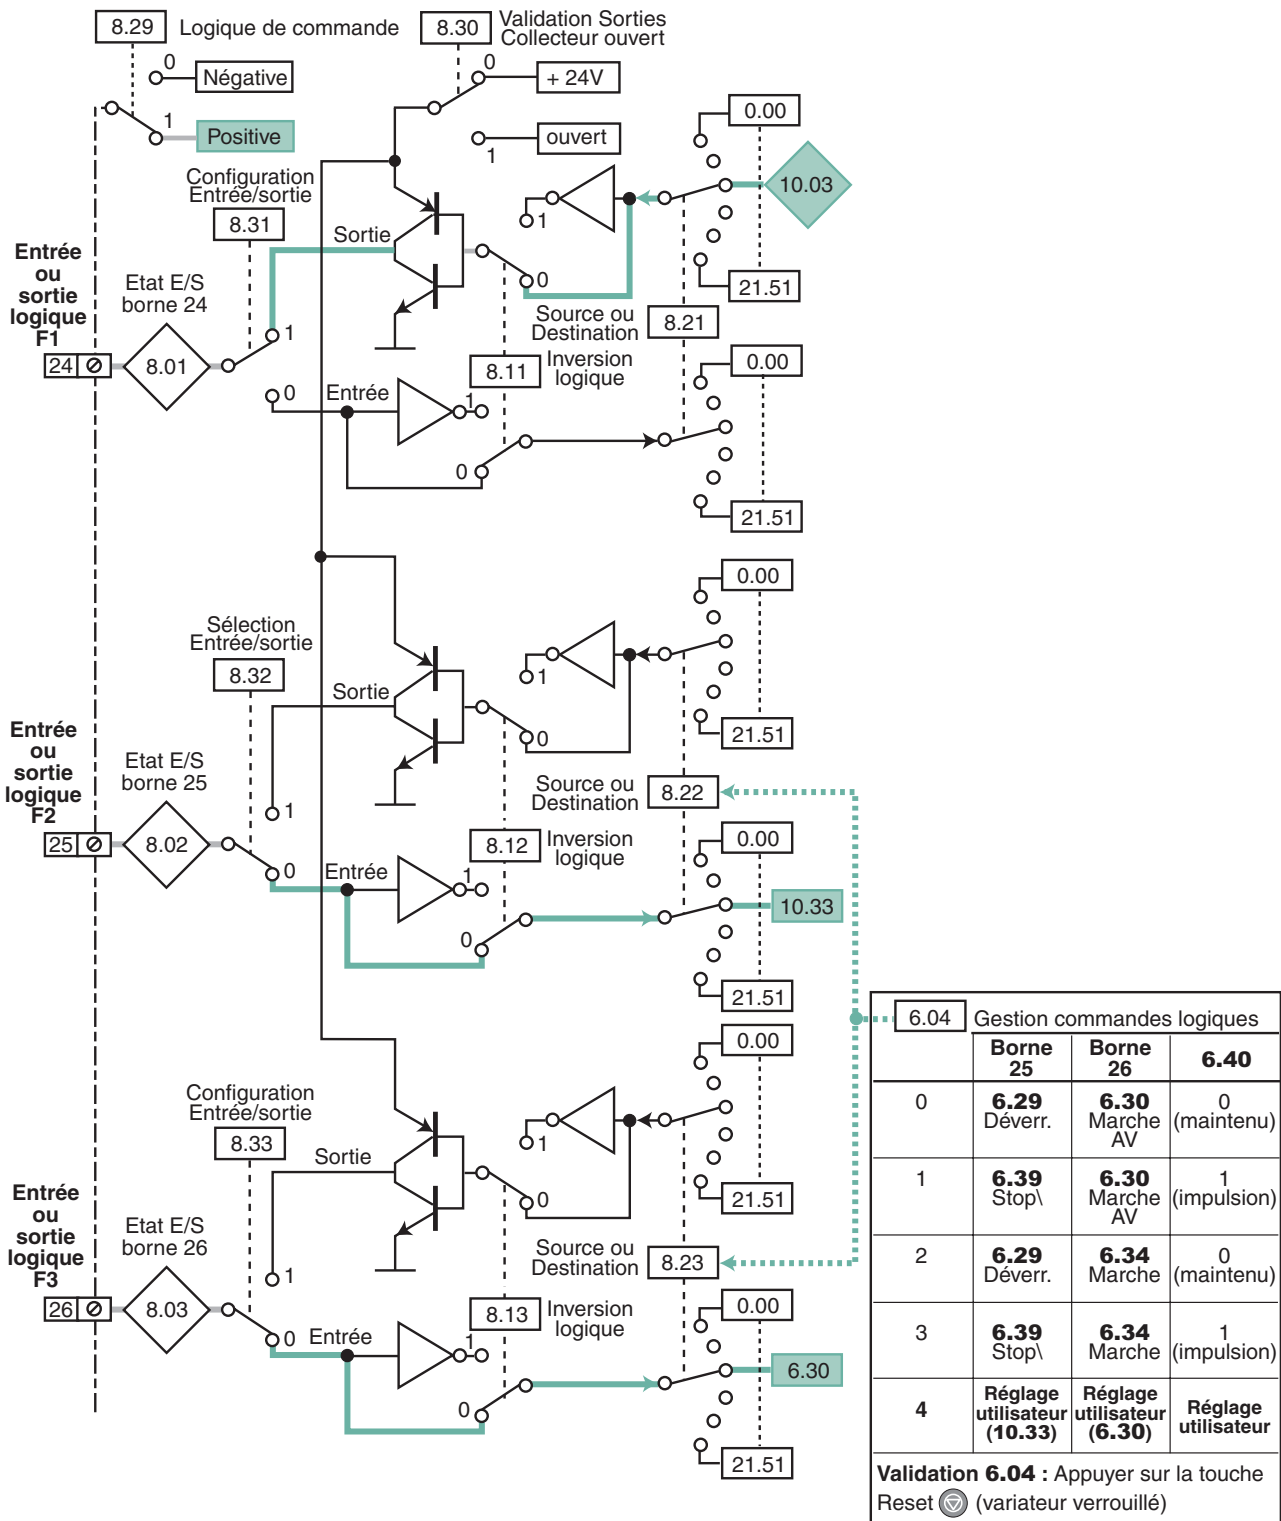 8.29 Logique de commande
8.30 Validation Sorties
Collecteur ouvert
0
Négative
1
Positive
0
+ 24V
1
ouvert
0.00
10.03
21.51
Configuration
Entrée/sortie
8.31
Sortie
1
0
Entrée
ou
sortie
logique
F1
24
Etat E/S
borne 24
8.01
1
0
Entrée
1
0
Source ou
Destination
8.21
8.11
Inversion
logique
0.00
21.51
0.00
21.51
Sélection
Entrée/sortie
8.32
Sortie
1
0
Entrée
ou
sortie
logique
F2
25
Etat E/S
borne 25
8.02
1
0
Entrée
1
0
Source ou
Destination
8.22
8.12
Inversion
logique
0.00
10.33
21.51
0.00
21.51
Configuration
Entrée/sortie
8.33
Sortie
1
0
Entrée
ou
sortie
logique
F3
26
Etat E/S
borne 26
8.03
1
0
Entrée
1
0
Source ou
Destination
8.23
8.13
Inversion
logique
0.00
6.30
21.51
6.04 Gestion commandes logiques
Borne 25 Borne 26 6.40
0 6.29 Déverr. 6.30 Marche AV 0 (maintenu)
1 6.39 Stop\ 6.30 Marche AV 1 (impulsion)
2 6.29 Déverr. 6.34 Marche 0 (maintenu)
3 6.39 Stop\ 6.34 Marche 1 (impulsion)
4 Réglage utilisateur (10.33) Réglage utilisateur (6.30) Réglage utilisateur
Validation 6.04 : Appuyer sur la touche
Reset (variateur verrouillé)